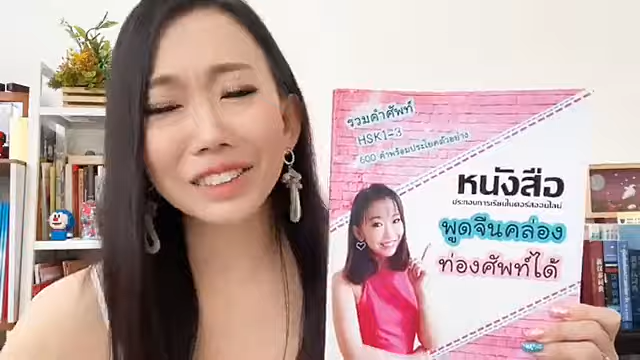 รวมคำศัพท์
HSK1-3
600 คำพร้อมประโยคตัวอย่าง
หนังสือ
ประกอบการเรียนในคอร์สออนไลน์
พูดจีนคล่อง
ท่องศัพท์ได้